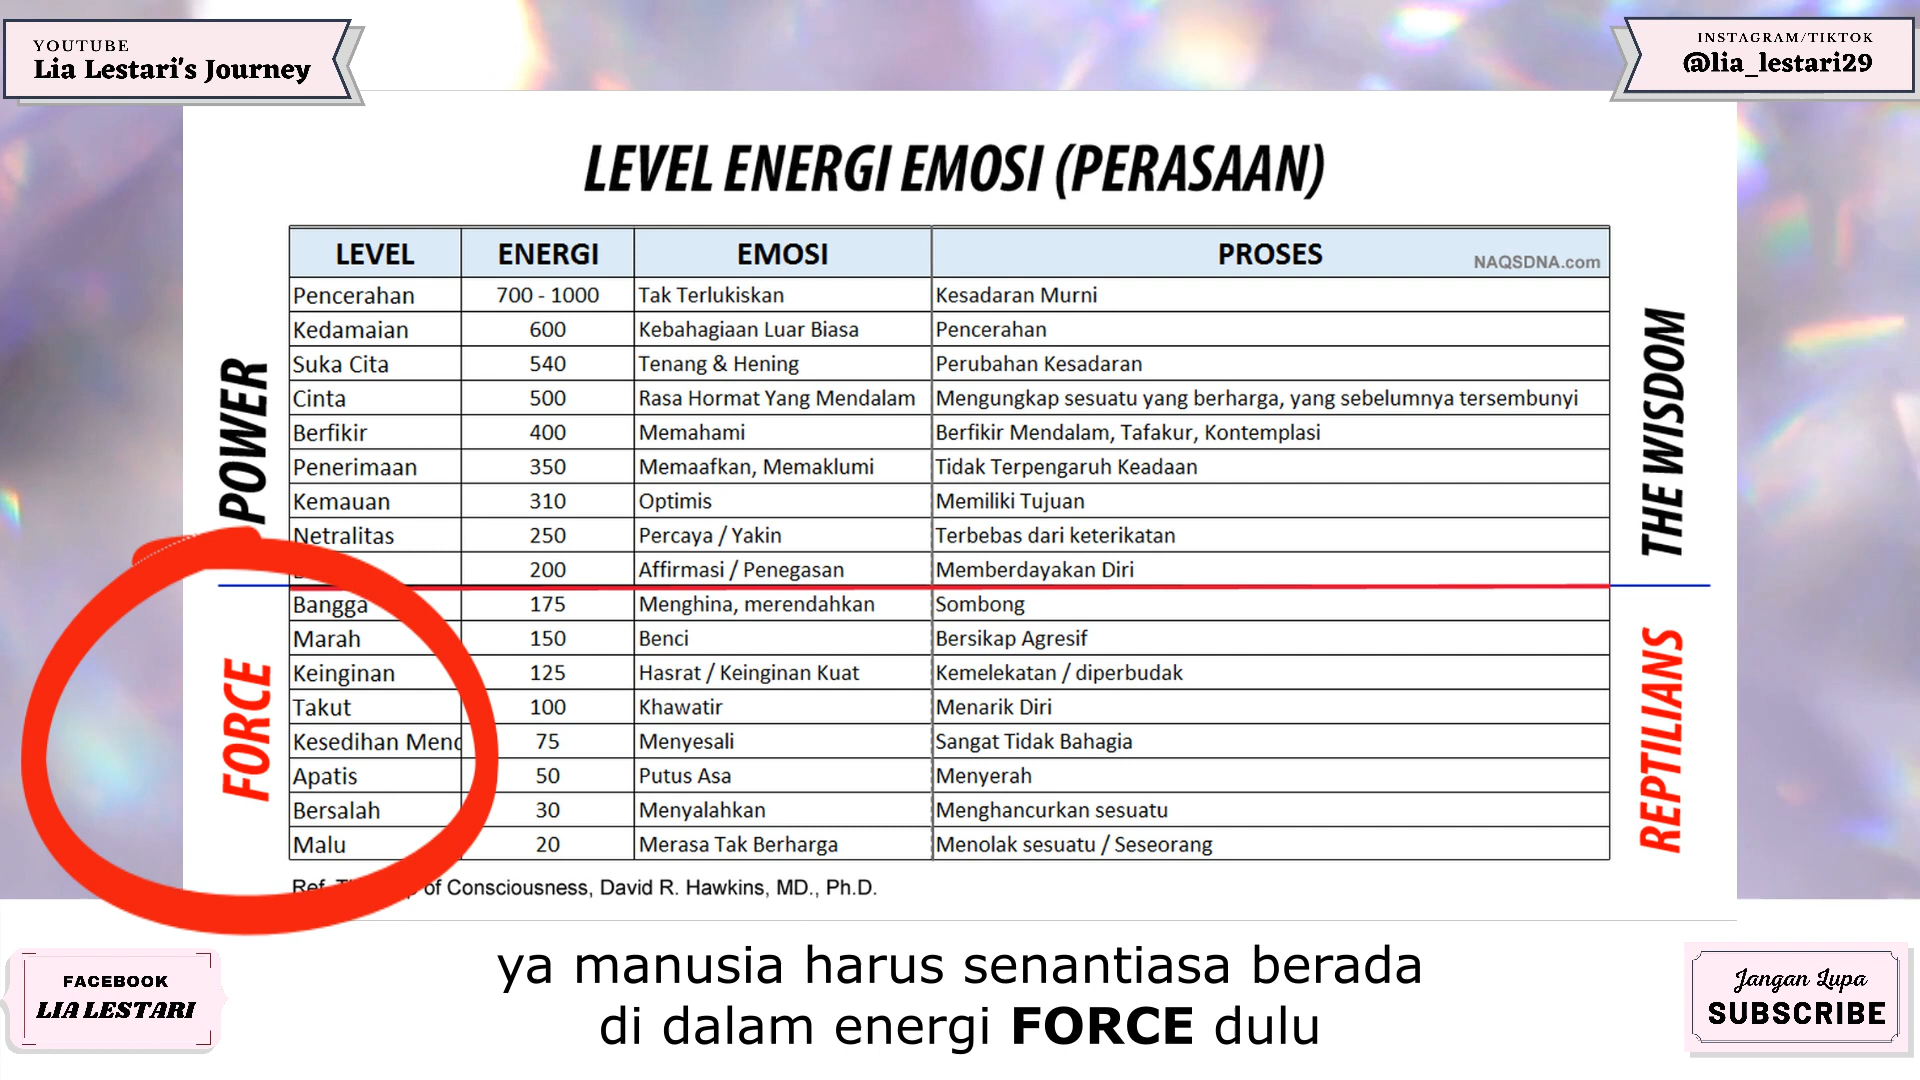 YOUTUBE
Lia Lestari's Journey
INSTAGRAM/TIKTOK
@lia_lestari29
LEVEL ENERGI EMOSI (PERASAAN)
LEVEL ENERGI EMOSI PROSES NAQSDNA.com
Pencerahan 700 - 1000 Tak Terlukiskan Kesadaran Murni
Kedamaian 600 Kebahagiaan Luar Biasa Pencerahan
Suka Cita 540 Tenang & Hening Perubahan Kesadaran
Cinta 500 Rasa Hormat Yang Mendalam Mengungkap sesuatu yang berharga, yang sebelumnya tersembunyi
Berfikir 400 Memahami Berfikir Mendalam, Tafakur, Kontemplasi
Penerimaan 350 Memaafkan, Memaklumi Tidak Terpengaruh Keadaan
Kemauan 310 Optimis Memiliki Tujuan
Netralitas 250 Percaya / Yakin Terbebas dari keterikatan
200 Affirmasi / Penegasan Memberdayakan Diri
Bangga 175 Menghina, merendahkan Sombong
Marah 150 Benci Bersikap Agresif
Keinginan 125 Hasrat / Keinginan Kuat Kemelekatan / diperbudak
Takut 100 Khawatir Menarik Diri
Kesedihan Mend 75 Menyesali Sangat Tidak Bahagia
Apatis 50 Putus Asa Menyerah
Bersalah 30 Menyalahkan Menghancurkan sesuatu
Malu 20 Merasa Tak Berharga Menolak sesuatu / Seseorang
POWER
FORCE
THE WISDOM
REPTILIANS
of Consciousness, David R. Hawkins, MD., Ph.D.
ya manusia harus senantiasa berada
di dalam energi FORCE dulu
FACEBOOK
LIA LESTARI
Jangan Lupa
SUBSCRIBE